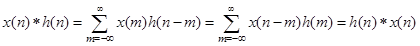 x(n)*h(n) = ∑_{m=-∞}^{∞} x(m)h(n-m) = ∑_{m=-∞}^{∞} x(n-m)h(m) = h(n)*x(n)